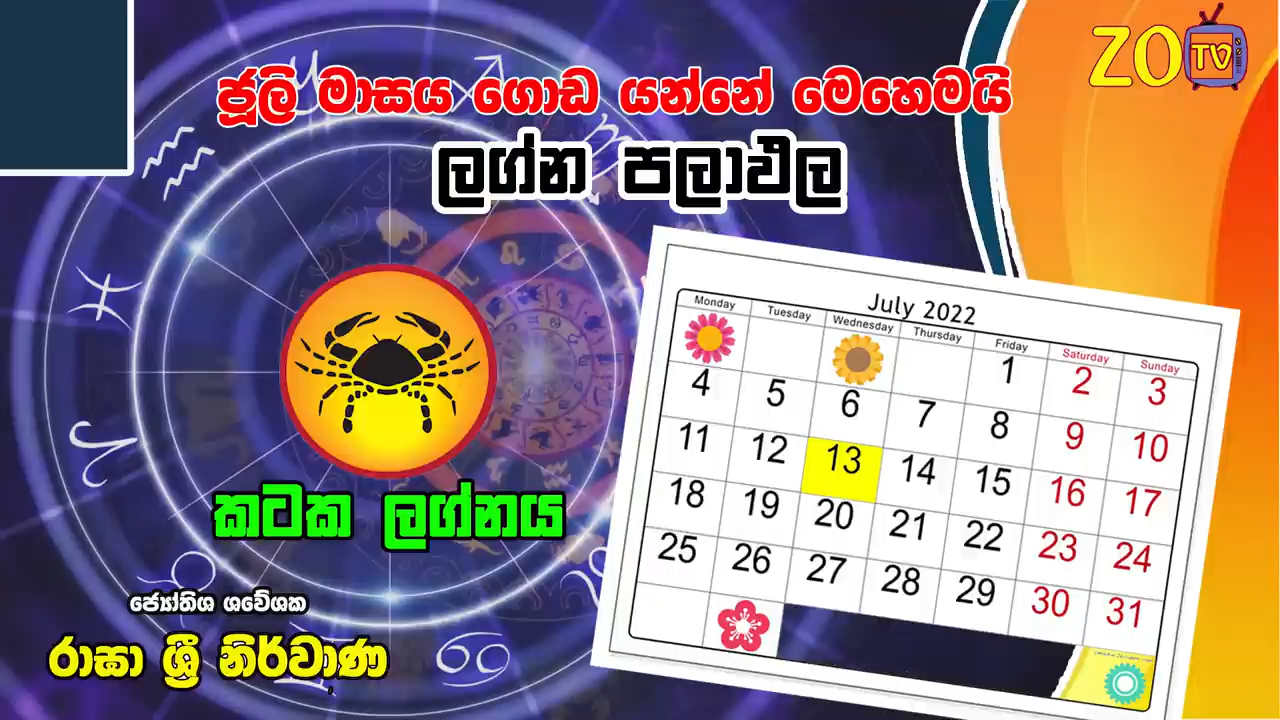 ZO TV
ජූලි මාසය ගොඩ යන්නේ මෙහෙමයි
ලග්න පලාඵල
July 2022
Monday Tuesday Wednesday Thursday Friday Saturday Sunday
1 2 3
4 5 6 7 8 9 10
11 12 13 14 15 16 17
18 19 20 21 22 23 24
25 26 27 28 29 30 31
කටක ලග්නය
ජ්‍යෝතිශ ශවේශක
රාසා ශ්‍රී නිර්වාණ